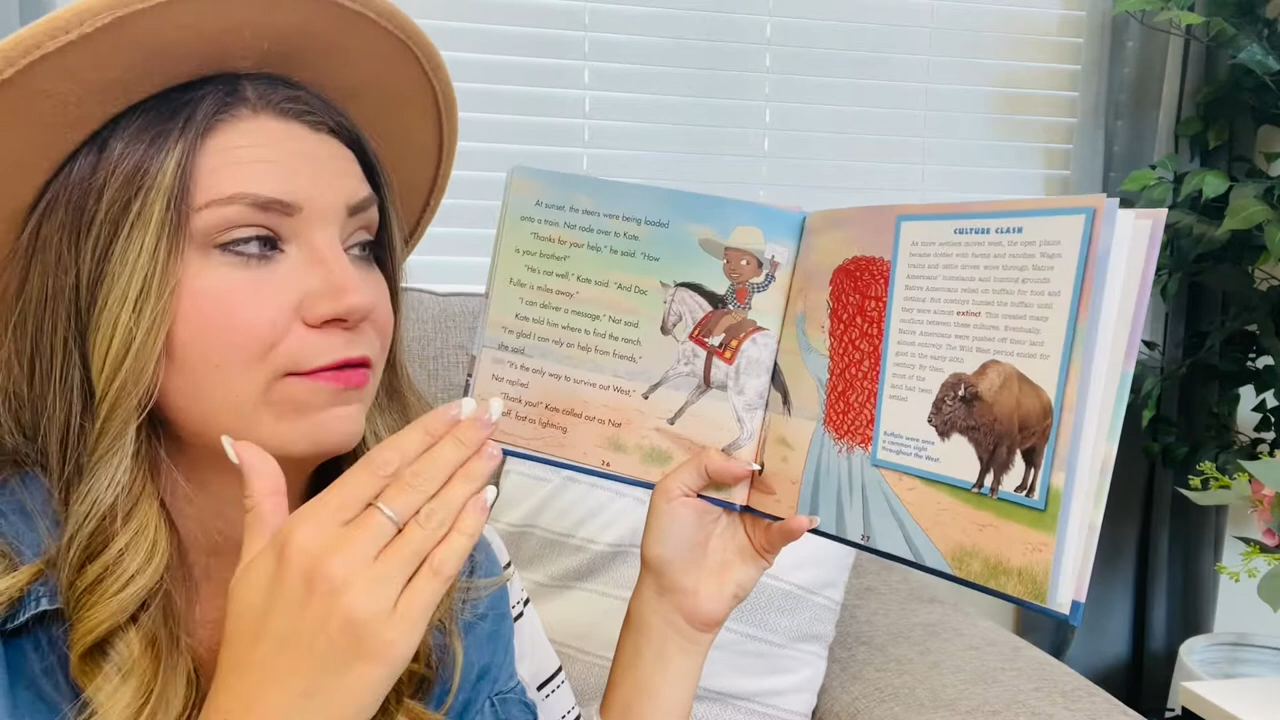 At sunset, the steers were being loaded
onto a train. Nat rode over to Kate.
"Thanks for your help," he said. "How
is your brother?"
"He's not well," Kate said. "And Doc
Fuller is miles away."
"I can deliver a message," Nat said.
Kate told him where to find the ranch.
"I'm glad I can rely on help from friends,"
she said.
"It's the only way to survive out West,"
Nat replied.
"Thank you!" Kate called out as Nat
off, fast as lightning.
26
CULTURE CLASH
As more settlers moved west, the open plains
became dotted with farms and ranches. Wagon
trains and cattle drives wove through Native
Americans' homelands and hunting grounds.
Native Americans relied on buffalo for food and
clothing. But cowboys hunted the buffalo until
they were almost extinct. This created many
conflicts between these cultures. Eventually,
Native Americans were pushed off their land
almost entirely. The Wild West period ended for
good in the early 20th
century. By then,
most of the
land had been
settled.
Buffalo were once
a common sight
throughout the West.
27